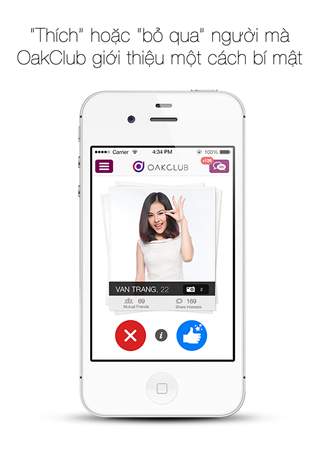 "Thích" hoặc "bỏ qua" người mà
OakClub giới thiệu một cách bí mật
Carrier 4:34 PM 100%
OAKCLUB
VAN TRANG, 22 2
69 169
Mutual Friends Share Interests
i